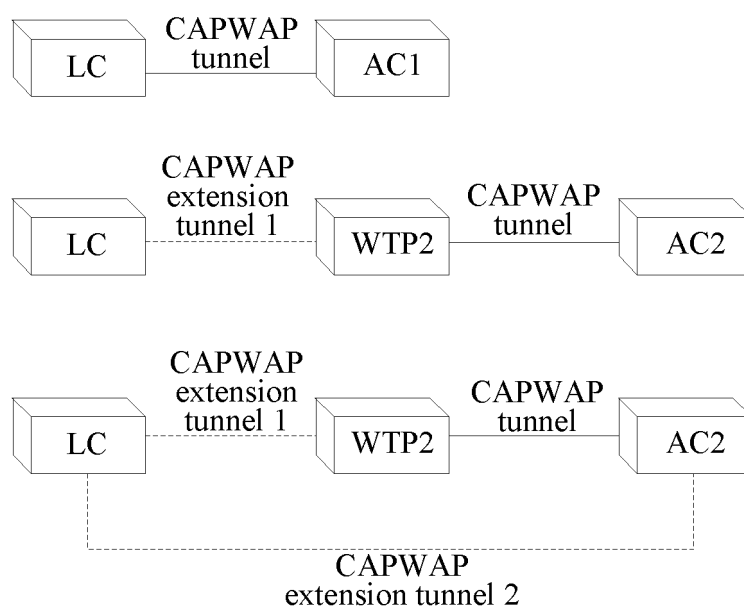 CAPWAP
tunnel
LC
AC1
CAPWAP
extension
tunnel 1
CAPWAP
tunnel
LC
WTP2
AC2
CAPWAP
extension
tunnel 1
CAPWAP
tunnel
LC
WTP2
AC2
CAPWAP
extension tunnel 2